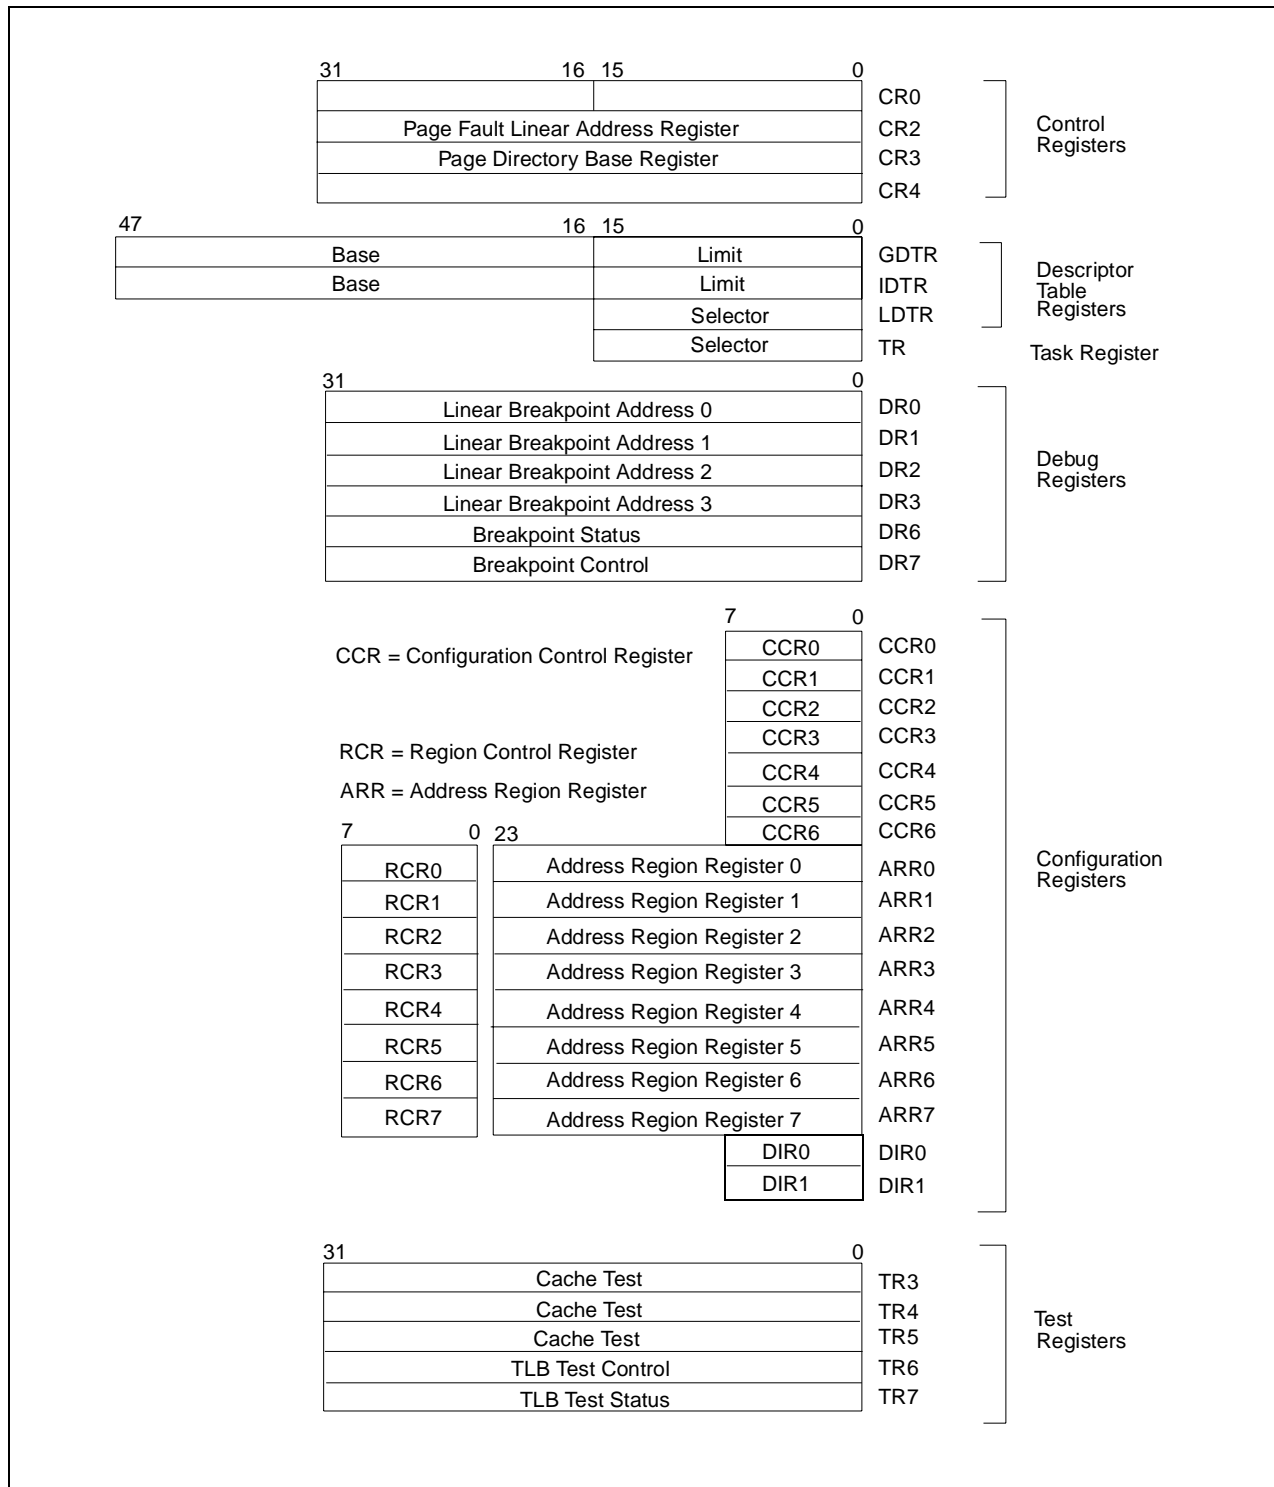 31 16 15 0
CR0
Page Fault Linear Address Register CR2
Page Directory Base Register CR3
CR4
Control
Registers
47 16 15 0
Base Limit GDTR
Base Limit IDTR
Selector LDTR
Descriptor
Table
Registers
Selector TR Task Register
31 0
Linear Breakpoint Address 0 DR0
Linear Breakpoint Address 1 DR1
Linear Breakpoint Address 2 DR2
Linear Breakpoint Address 3 DR3
Breakpoint Status DR6
Breakpoint Control DR7
Debug
Registers
7 0
CCR = Configuration Control Register
CCR0 CCR0
CCR1 CCR1
CCR2 CCR2
CCR3 CCR3
RCR = Region Control Register
CCR4 CCR4
ARR = Address Region Register
CCR5 CCR5
CCR6 CCR6
7 0 23
RCR0 Address Region Register 0 ARR0
RCR1 Address Region Register 1 ARR1
RCR2 Address Region Register 2 ARR2
RCR3 Address Region Register 3 ARR3
RCR4 Address Region Register 4 ARR4
RCR5 Address Region Register 5 ARR5
RCR6 Address Region Register 6 ARR6
RCR7 Address Region Register 7 ARR7
DIR0 DIR0
DIR1 DIR1
Configuration
Registers
31 0
Cache Test TR3
Cache Test TR4
Cache Test TR5
TLB Test Control TR6
TLB Test Status TR7
Test
Registers